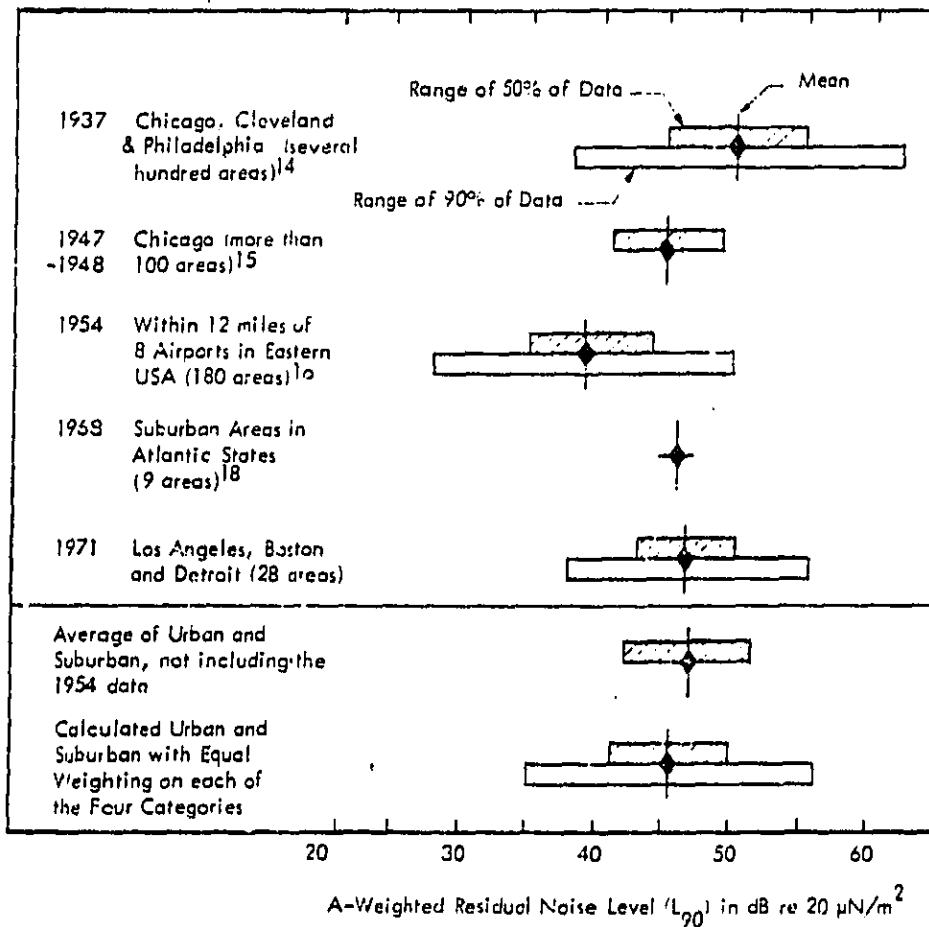 Range of 50% of Data
Mean
1937 Chicago, Cleveland
& Philadelphia (several
hundred areas)14
Range of 90% of Data
1947 Chicago (more than
-1948 100 areas)15
1954 Within 12 miles of
8 Airports in Eastern
USA (180 areas)16
1968 Suburban Areas in
Atlantic States
(9 areas)18
1971 Los Angeles, Boston
and Detroit (28 areas)
Average of Urban and
Suburban, not including the
1954 data
Calculated Urban and
Suburban with Equal
Weighting on each of
the Four Categories
20 30 40 50 60
A-Weighted Residual Noise Level (L90) in dB re 20 µN/m2